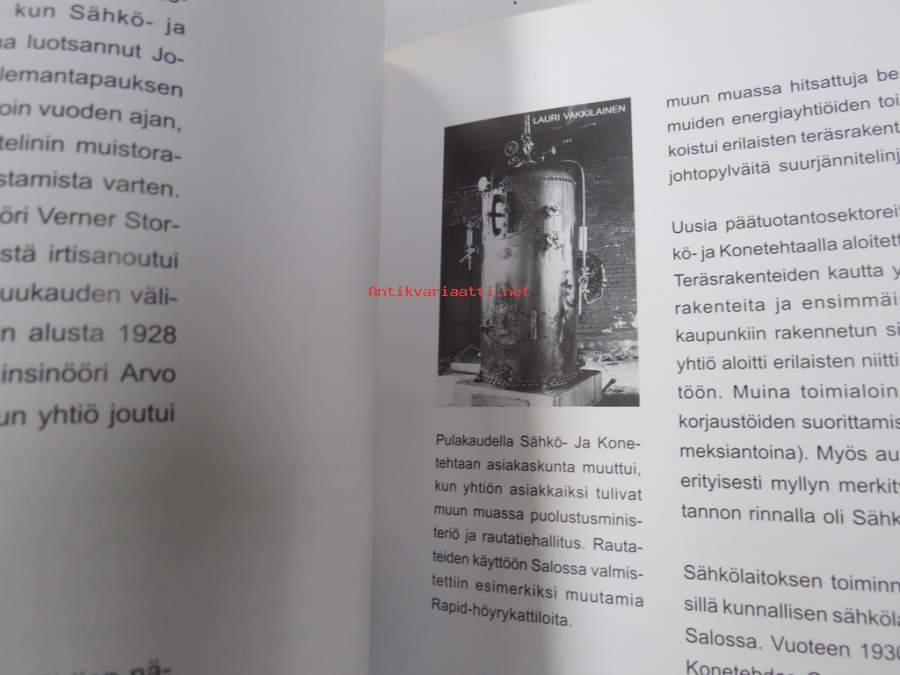 kun Sähkö- ja
luotsannut Jo-
lemantapauksen
oin vuoden ajan,
telinin muistora-
stamista varten.
öri Verner Stor-
stä irtisanoutui
uukauden väli-
n alusta 1928
insinööri Arvo
un yhtiö joutui
nä-
LAURI VAKKILAINEN
Antikvariaatti.net
Pulakaudella Sähkö- Ja Kone-
tehtaan asiakaskunta muuttui,
kun yhtiön asiakkaiksi tulivat
muun muassa puolustusminis-
teriö ja rautatiehallitus. Rauta-
teiden käyttöön Salossa valmis-
tettiin esimerkiksi muutamia
Rapid-höyrykattiloita.
muun muassa hitsattuja be
muiden energiayhtiöiden toi
koistui erilaisten teräsrakent
johtopylväitä suurjännitelinj
Uusia päätuotantosektoreit
kö- ja Konetehtaalla aloitett
Teräsrakenteiden kautta y
rakenteita ja ensimmäin
kaupunkiin rakennetun si
yhtiö aloitti erilaisten niitti
töön. Muina toimialoin
korjaustöiden suorittamis
meksiantoina). Myös au
erityisesti myllyn merkity
tannon rinnalla oli Sähk
Sähkölaitoksen toiminn
sillä kunnallisen sähköla
Salossa. Vuoteen 1930
Konetehdas